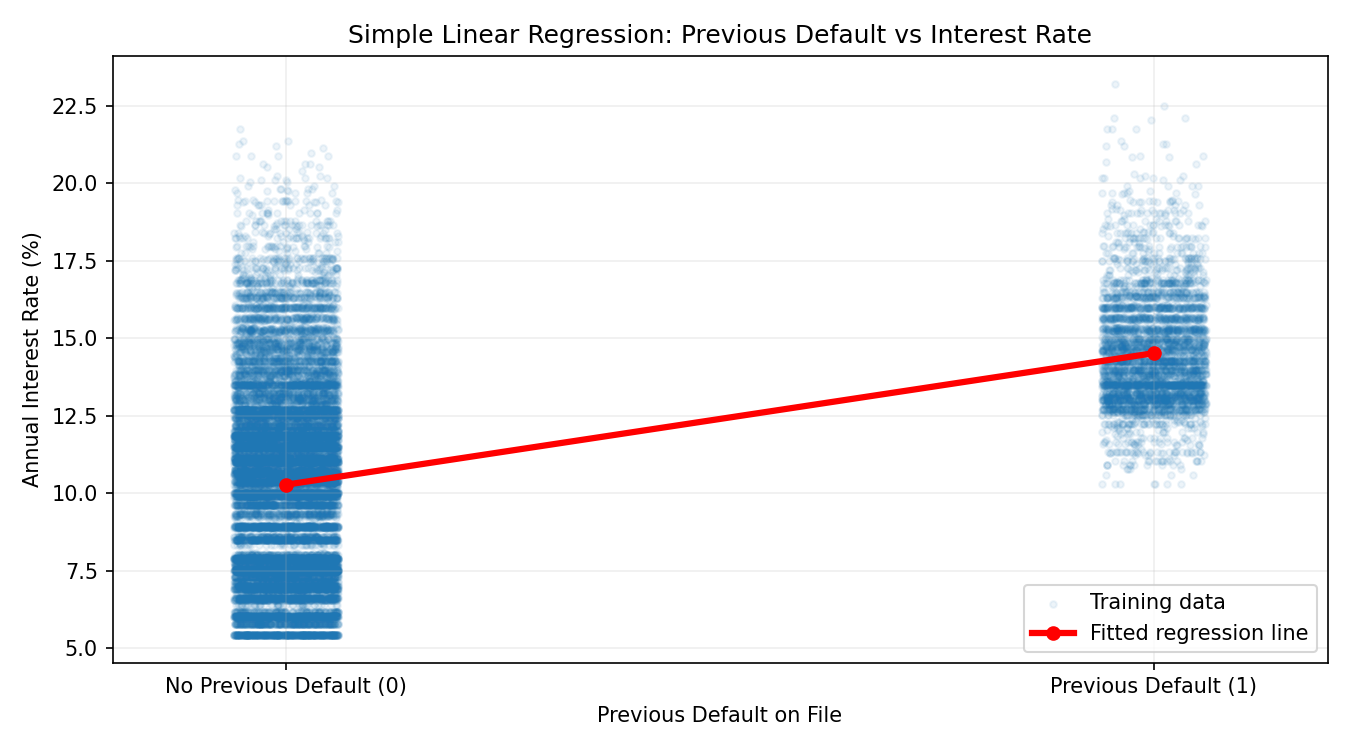 Simple Linear Regression: Previous Default vs Interest Rate
Annual Interest Rate (%)
22.5
20.0
17.5
15.0
12.5
10.0
7.5
5.0
Training data
Fitted regression line
No Previous Default (0)
Previous Default (1)
Previous Default on File